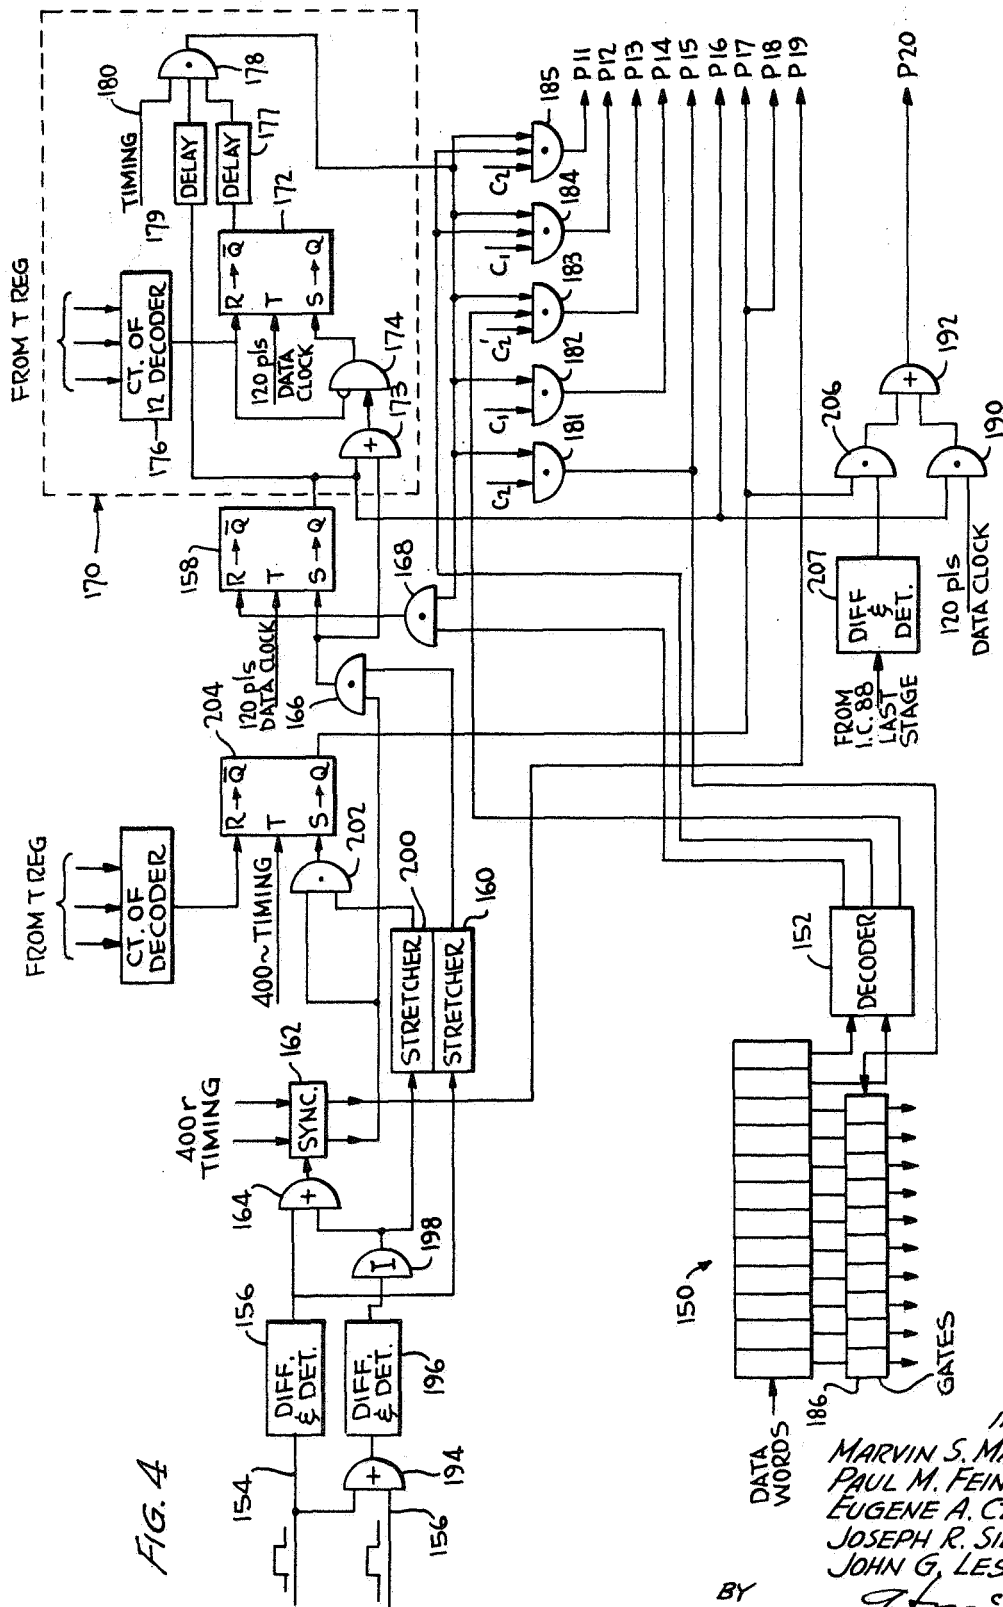 FIG. 4
154
156
DIFF. & DET.
156
194
DIFF. & DET.
196
198
I
+
164
+
400r TIMING
SYNC.
162
STRETCHER
200
STRETCHER
160
FROM T REG
CT. OF DECODER
400~TIMING
R→Q̅
T
S→Q
204
202
120 pls DATA CLOCK
166
158
R→Q̅
T
S→Q
168
170
FROM T REG
CT. OF 12 DECODER
176
120 pls DATA CLOCK
R→Q̅
T
S→Q
172
173
+
174
TIMING
180
DELAY
179
DELAY
177
178
C2
181
C1
182
C2'
183
C1
184
C2
185
P11
P12
P13
P14
P15
P16
P17
P18
P19
P20
FROM I.C. 88 LAST STAGE
DIFF & DET.
207
120 pls DATA CLOCK
206
190
+
192
150
DATA WORDS
186
GATES
DECODER
152
MARVIN S.
PAUL M.
EUGENE A.
JOSEPH R.
JOHN G.
BY